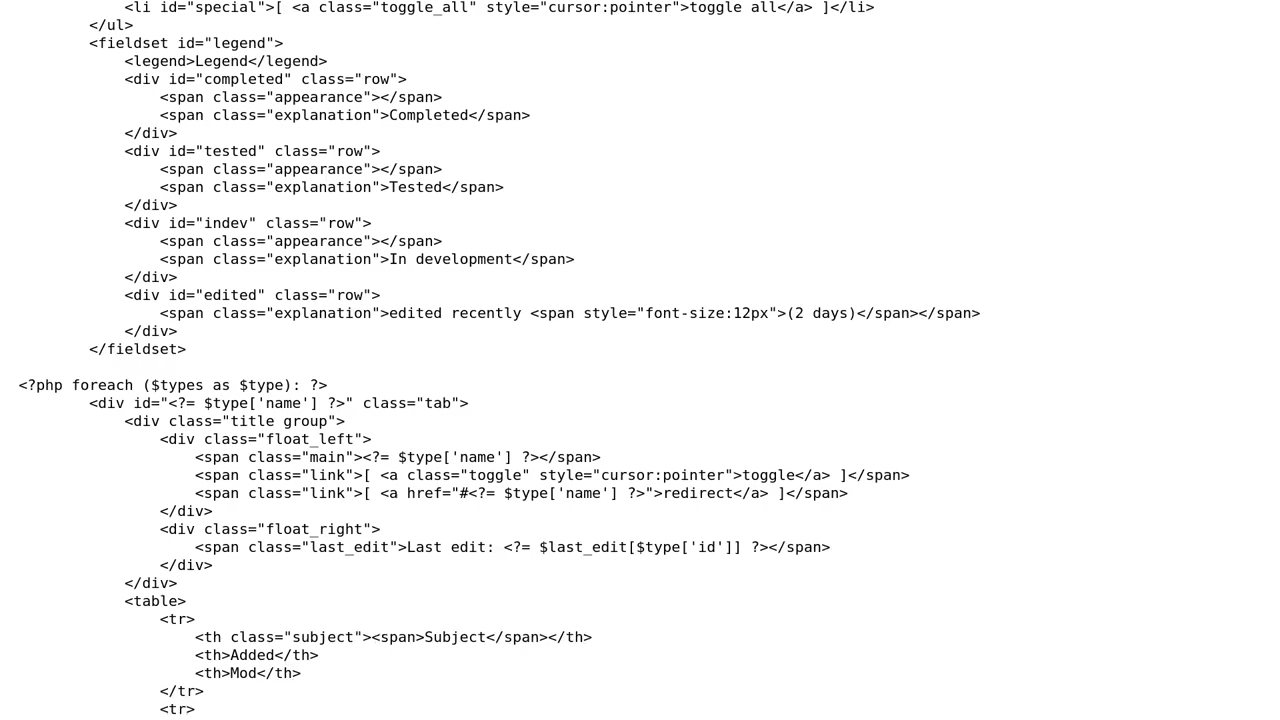 <li id="special">[ <a class="toggle_all" style="cursor:pointer">toggle all</a> ]</li>
</ul>
<fieldset id="legend">
<legend>Legend</legend>
<div id="completed" class="row">
<span class="appearance"></span>
<span class="explanation">Completed</span>
</div>
<div id="tested" class="row">
<span class="appearance"></span>
<span class="explanation">Tested</span>
</div>
<div id="indev" class="row">
<span class="appearance"></span>
<span class="explanation">In development</span>
</div>
<div id="edited" class="row">
<span class="explanation">edited recently <span style="font-size:12px">(2 days)</span></span>
</div>
</fieldset>
<?php foreach ($types as $type): ?>
<div id="<?= $type['name'] ?>" class="tab">
<div class="title group">
<div class="float_left">
<span class="main"><?= $type['name'] ?></span>
<span class="link">[ <a class="toggle" style="cursor:pointer">toggle</a> ]</span>
<span class="link">[ <a href="#<?= $type['name'] ?>">redirect</a> ]</span>
</div>
<div class="float_right">
<span class="last_edit">Last edit: <?= $last_edit[$type['id']] ?></span>
</div>
</div>
<table>
<tr>
<th class="subject"><span>Subject</span></th>
<th>Added</th>
<th>Mod</th>
</tr>
<tr>